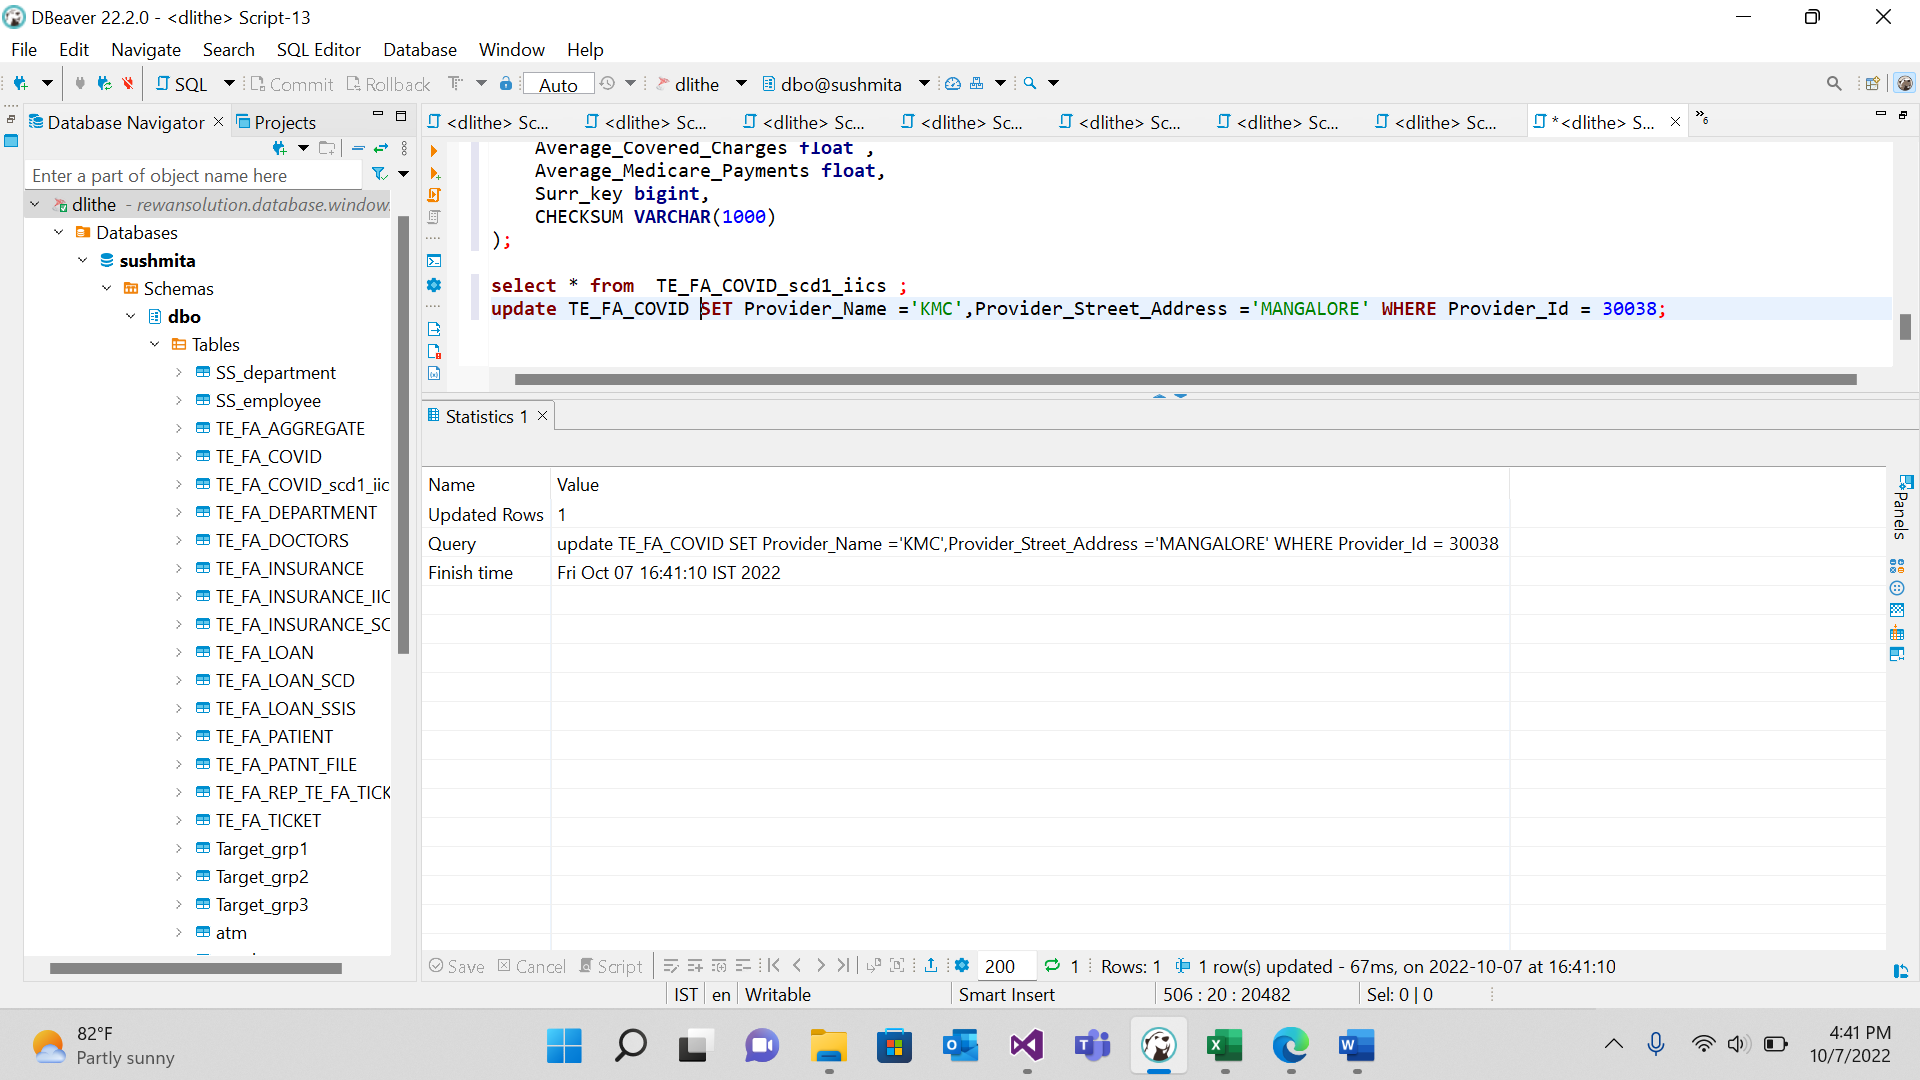 DBeaver 22.2.0 - <dlithe> Script-13
File Edit Navigate Search SQL Editor Database Window Help
SQL Commit Rollback Auto dlithe dbo@sushmita
Database Navigator Projects
<dlithe> Sc... <dlithe> Sc... <dlithe> Sc... <dlithe> Sc... <dlithe> Sc... <dlithe> Sc... <dlithe> Sc... *<dlithe> S... »6
Enter a part of object name here
dlithe - rewansolution.database.window.
Databases
sushmita
Schemas
dbo
Tables
SS_department
SS_employee
TE_FA_AGGREGATE
TE_FA_COVID
TE_FA_COVID_scd1_iic
TE_FA_DEPARTMENT
TE_FA_DOCTORS
TE_FA_INSURANCE
TE_FA_INSURANCE_IIC
TE_FA_INSURANCE_SC
TE_FA_LOAN
TE_FA_LOAN_SCD
TE_FA_LOAN_SSIS
TE_FA_PATIENT
TE_FA_PATNT_FILE
TE_FA_REP_TE_FA_TICK
TE_FA_TICKET
Target_grp1
Target_grp2
Target_grp3
atm
Average_Covered_Charges float ,
Average_Medicare_Payments float,
Surr_key bigint,
CHECKSUM VARCHAR(1000)
);
select * from  TE_FA_COVID_scd1_iics ;
update TE_FA_COVID SET Provider_Name ='KMC',Provider_Street_Address ='MANGALORE' WHERE Provider_Id = 30038;
Statistics 1
Name Value
Updated Rows 1
Query update TE_FA_COVID SET Provider_Name ='KMC',Provider_Street_Address ='MANGALORE' WHERE Provider_Id = 30038
Finish time Fri Oct 07 16:41:10 IST 2022
Panels
Save Cancel Script 200 1 Rows: 1 1 row(s) updated - 67ms, on 2022-10-07 at 16:41:10
IST en Writable Smart Insert 506 : 20 : 20482 Sel: 0 | 0
82°F
Partly sunny
4:41 PM
10/7/2022